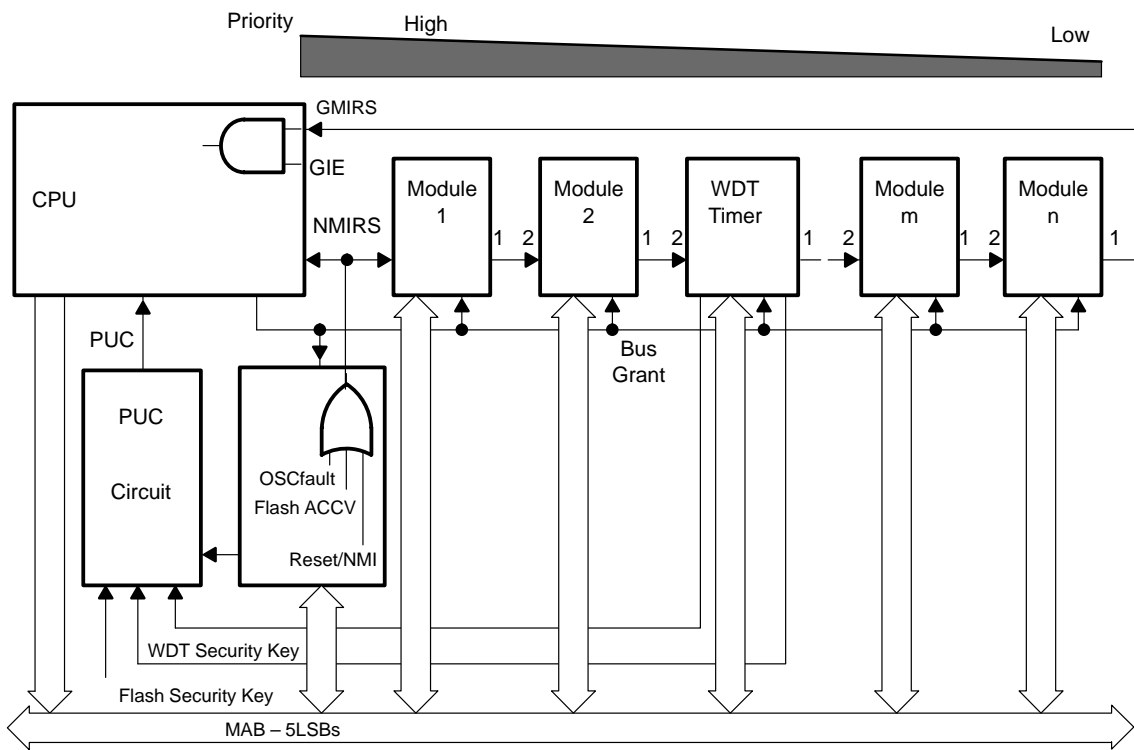 Priority
High
Low
GMIRS
GIE
CPU
NMIRS
Module
1
Module
2
WDT
Timer
Module
m
Module
n
1
2
1
2
1
2
1
2
1
PUC
Bus
Grant
PUC
Circuit
OSCfault
Flash ACCV
Reset/NMI
WDT Security Key
Flash Security Key
MAB – 5LSBs